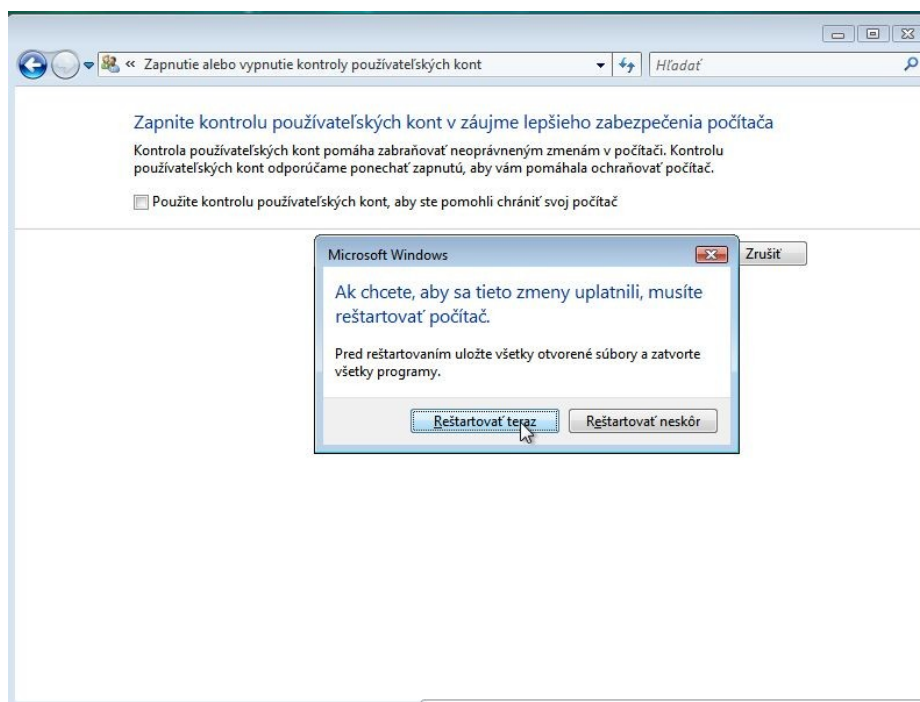 « Zapnutie alebo vypnutie kontroly používateľských kont
Hľadať
Zapnite kontrolu používateľských kont v záujme lepšieho zabezpečenia počítača
Kontrola používateľských kont pomáha zabraňovať neoprávneným zmenám v počítači. Kontrolu
používateľských kont odporúčame ponechať zapnutú, aby vám pomáhala ochraňovať počítač.
Použite kontrolu používateľských kont, aby ste pomohli chrániť svoj počítač
Zrušiť
Microsoft Windows
Ak chcete, aby sa tieto zmeny uplatnili, musíte
reštartovať počítač.
Pred reštartovaním uložte všetky otvorené súbory a zatvorte
všetky programy.
Reštartovať teraz
Reštartovať neskôr